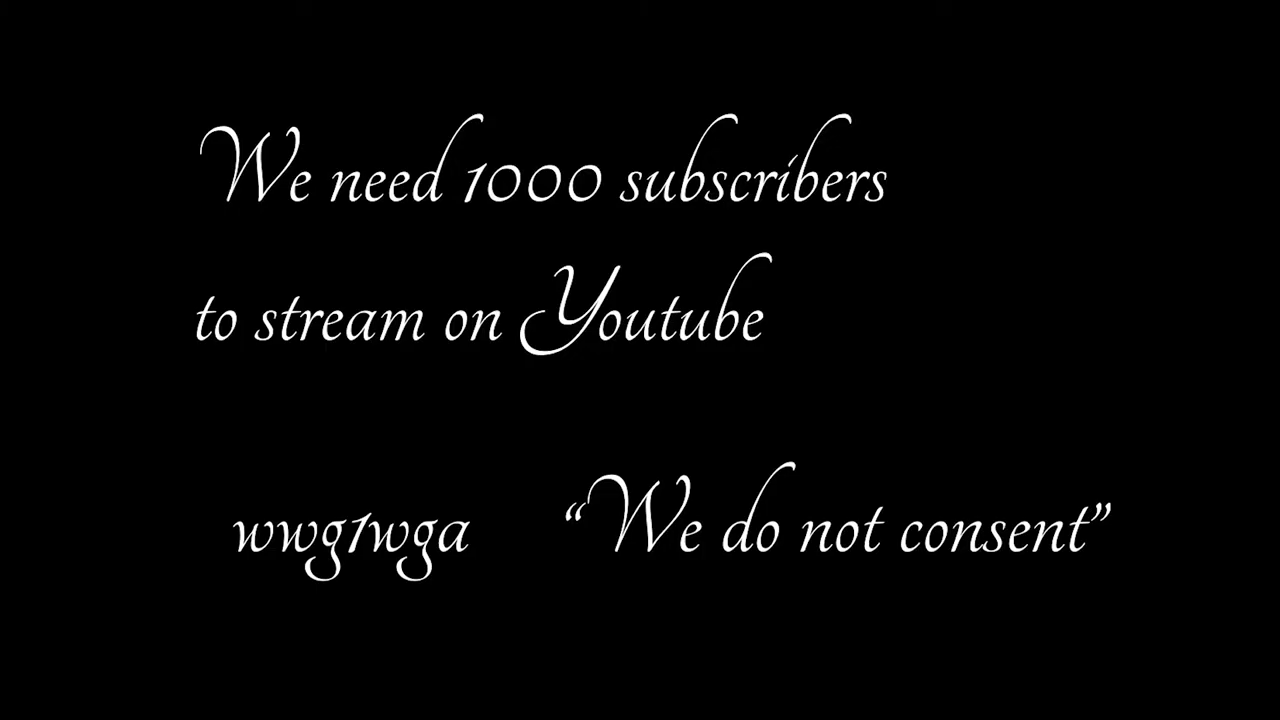 We need 1000 subscribers
to stream on Youtube
wwg1wga “We do not consent”